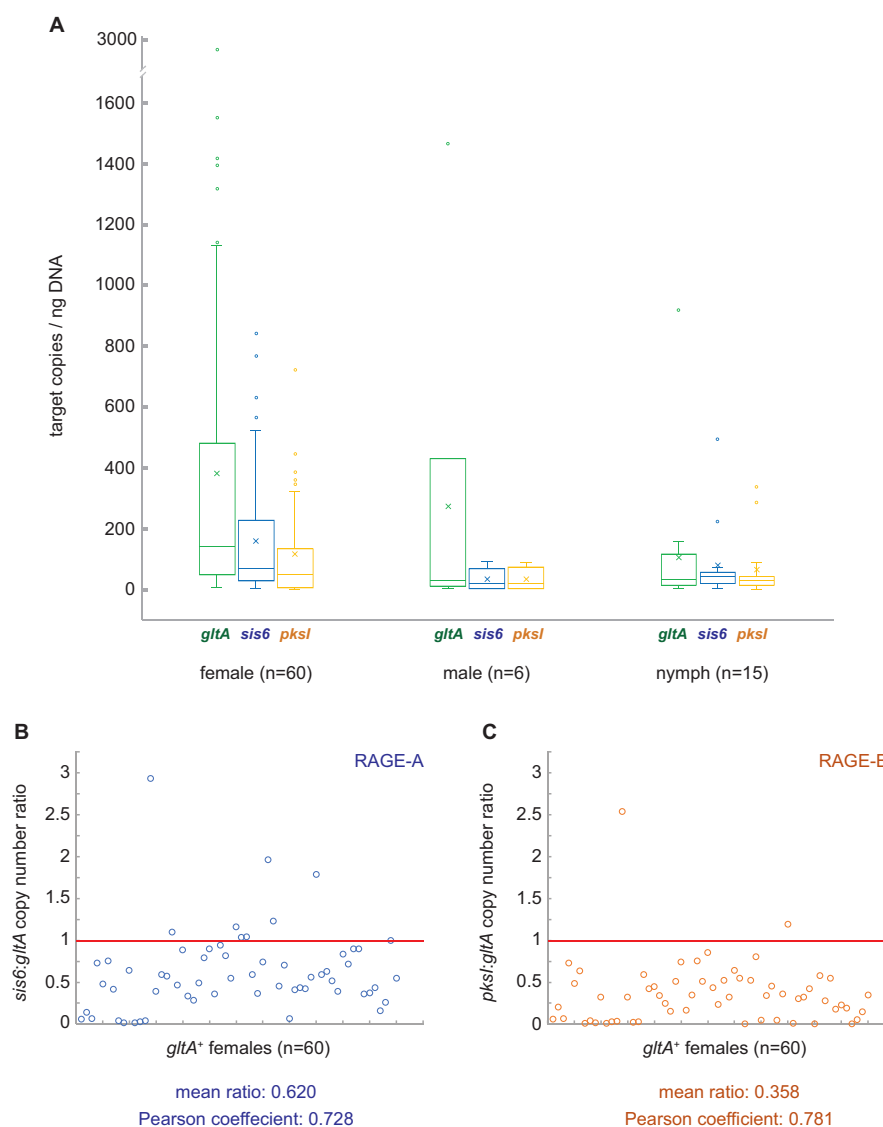 A
3000
1600
1400
1200
1000
800
600
400
200
0
target copies / ng DNA
gltA sis6 pksI gltA sis6 pksI gltA sis6 pksI
female (n=60) male (n=6) nymph (n=15)
B
RAGE-A
3
2.5
2
1.5
1
0.5
0
sis6:gltA copy number ratio
gltA+ females (n=60)
mean ratio: 0.620
Pearson coeffecient: 0.728
C
RAGE-B
3
2.5
2
1.5
1
0.5
0
pksI:gltA copy number ratio
gltA+ females (n=60)
mean ratio: 0.358
Pearson coefficient: 0.781